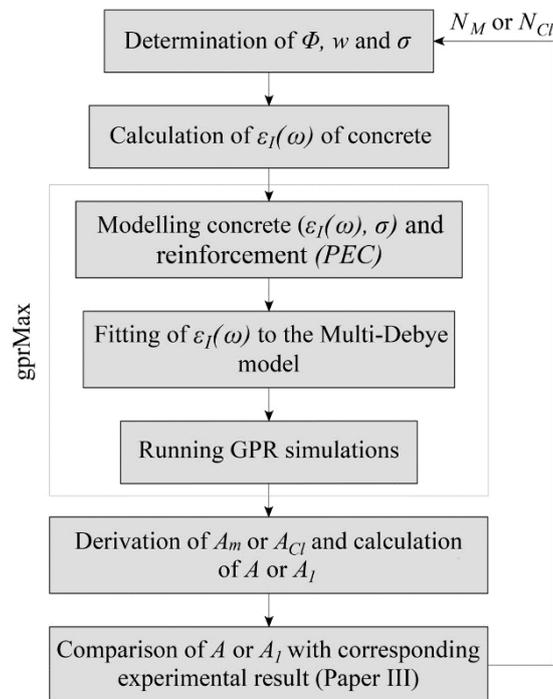 Determination of Φ, w and σ
N_M or N_Cl
Calculation of ε_I(ω) of concrete
gprMax
Modelling concrete (ε_I(ω), σ) and
reinforcement (PEC)
Fitting of ε_I(ω) to the Multi-Debye
model
Running GPR simulations
Derivation of A_m or A_Cl and calculation
of A or A_I
Comparison of A or A_I with corresponding
experimental result (Paper III)